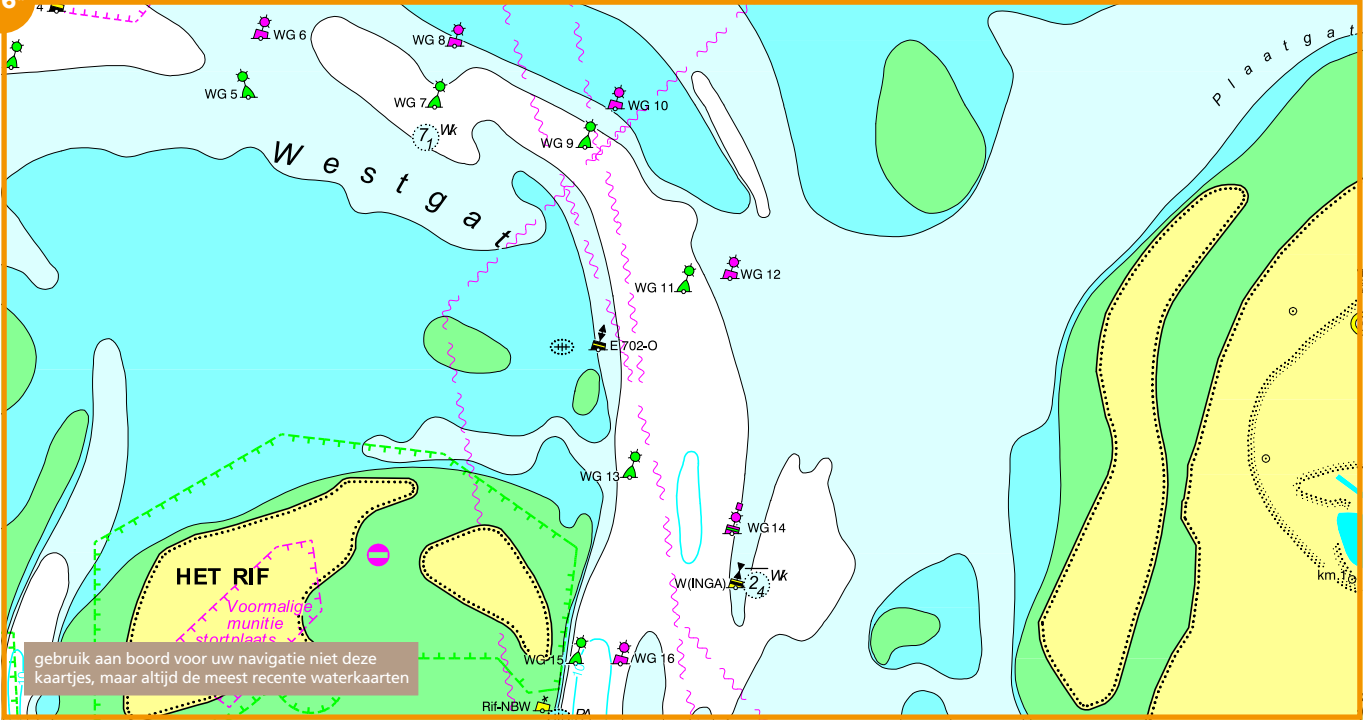 6
4
WG 6
WG 8
WG 5
WG 7
WG 10
7 1 Wk
WG 9
Plaatgat
Westgat
WG 12
WG 11
E 702-O
WG 13
WG 14
W(INGA)
2 4 Wk
km.r
HET RIF
Voormalige
munitie
stortplaats
WG 15
WG 16
10
gebruik aan boord voor uw navigatie niet deze
kaartjes, maar altijd de meest recente waterkaarten
Rif-NBW
PA